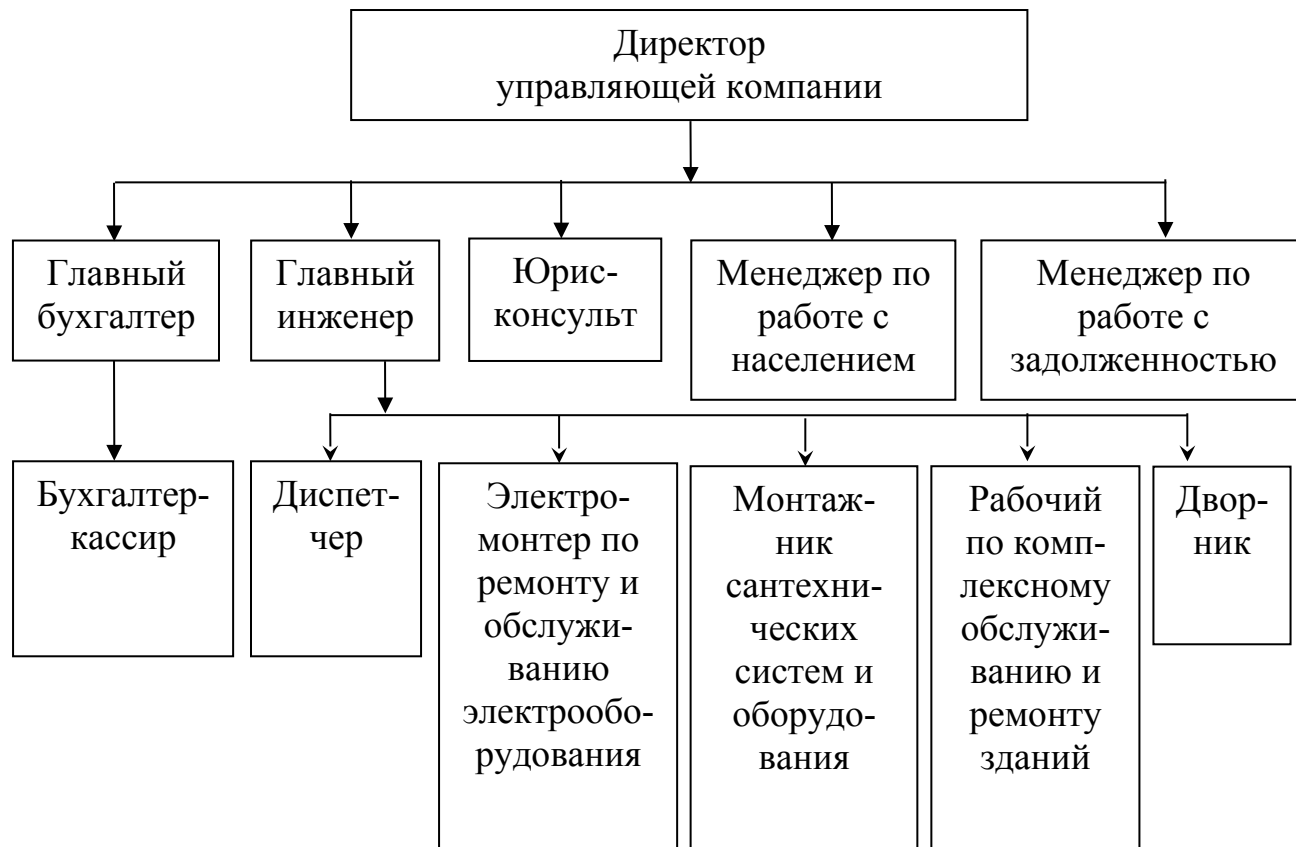 Директор
управляющей компании
Главный
бухгалтер
Главный
инженер
Юрис-
консульт
Менеджер по
работе с
населением
Менеджер по
работе с
задолженностью
Бухгалтер-
кассир
Диспет-
чер
Электро-
монтер по
ремонту и
обслужи-
ванию
электрообо-
рудования
Монтаж-
ник
сантехни-
ческих
систем и
оборудо-
вания
Рабочий
по комп-
лексному
обслужи-
ванию и
ремонту
зданий
Двор-
ник